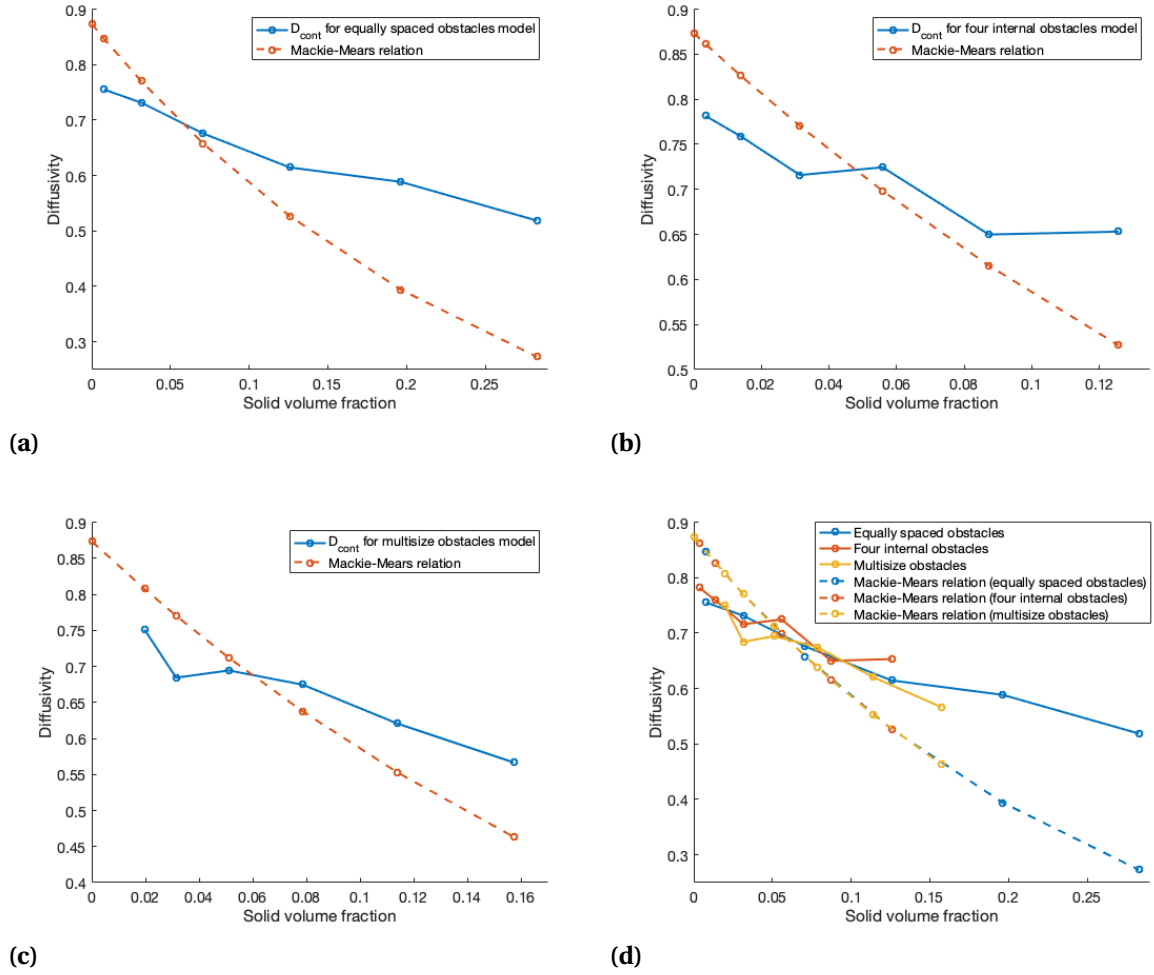 D_cont for equally spaced obstacles model
Mackie-Mears relation
0.9
0.8
0.7
0.6
0.5
0.4
0.3
Diffusivity
0 0.05 0.1 0.15 0.2 0.25
Solid volume fraction
(a)
D_cont for four internal obstacles model
Mackie-Mears relation
0.9
0.85
0.8
0.75
0.7
0.65
0.6
0.55
0.5
Diffusivity
0 0.02 0.04 0.06 0.08 0.1 0.12
Solid volume fraction
(b)
D_cont for multisize obstacles model
Mackie-Mears relation
0.9
0.85
0.8
0.75
0.7
0.65
0.6
0.55
0.5
0.45
0.4
Diffusivity
0 0.02 0.04 0.06 0.08 0.1 0.12 0.14 0.16
Solid volume fraction
(c)
Equally spaced obstacles
Four internal obstacles
Multisize obstacles
Mackie-Mears relation (equally spaced obstacles)
Mackie-Mears relation (four internal obstacles)
Mackie-Mears relation (multisize obstacles)
0.9
0.8
0.7
0.6
0.5
0.4
0.3
Diffusivity
0 0.05 0.1 0.15 0.2 0.25
Solid volume fraction
(d)